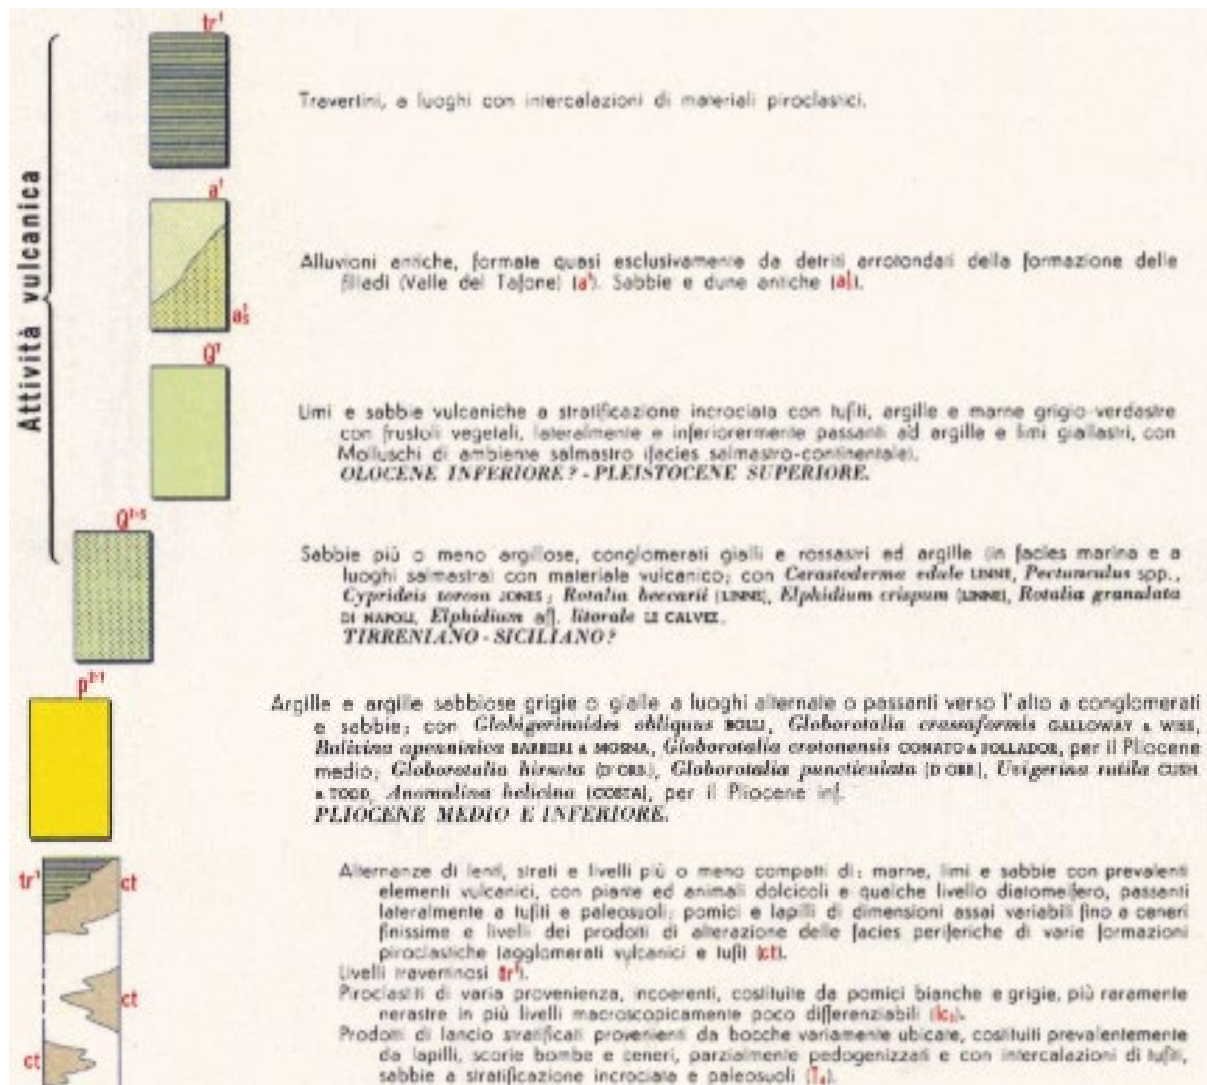 tr¹
Travertini, a luoghi con intercalazioni di materiali piroclastici.
Attività vulcanica
a¹
Alluvioni antiche, formate quasi esclusivamente da detriti arrotondati della formazione delle
filladi (Valle del Tafone) (a¹). Sabbie e dune antiche (a¹ₛ).
a¹ₛ
Q⁷
Limi e sabbie vulcaniche a stratificazione incrociata con tufiti, argille e marne grigio-verdastre
con frustoli vegetali, lateralmente e inferiormente passanti ad argille e limi giallastri, con
Molluschi di ambiente salmastro (facies salmastro-continentale).
OLOCENE INFERIORE? - PLEISTOCENE SUPERIORE.
Sabbie più o meno argillose, conglomerati gialli e rossastri ed argille (in facies marina e a
luoghi salmastra) con materiale vulcanico; con Cerastoderma edule LINNE, Pectunculus spp.,
Cyprideis torosa JONES; Rotalia beccarii (LINNE), Elphidium crispum (LINNE), Rotalia granulata
DI NAPOLI, Elphidium aff. litorale LE CALVEZ.
TIRRENIANO - SICILIANO?
Argille e argille sabbiose grigie o gialle a luoghi alternate o passanti verso l'alto a conglomerati
e sabbie; con Globigerinoides obliquus BOLLI, Globorotalia crassaformis GALLOWAY & WISS.,
Bolivina apenninica BARBIERI & MOSNA, Globorotalia crotonensis CONATO & FOLLADOR, per il Pliocene
medio; Globorotalia hirsuta (D'ORB.), Globorotalia puncticulata (D'ORB.), Uvigerina rutila CUSH.
& TODD, Anomalina helicina (COSTA), per il Pliocene inf.
PLIOCENE MEDIO E INFERIORE.
tr¹
ct
Alternanze di lenti, strati e livelli più o meno compatti di: marne, limi e sabbie con prevalenti
elementi vulcanici, con piante ed animali dolcicoli e qualche livello diatomeifero, passanti
lateralmente a tufiti e paleosuoli; pomici e lapilli di dimensioni assai variabili fino a ceneri
finissime e livelli dei prodotti di alterazione delle facies periferiche di varie formazioni
piroclastiche (agglomerati vulcanici e tufi) (ct).
Livelli travertinosi (tr¹).
ct
Piroclastiti di varia provenienza, incoerenti, costituite da pomici bianche e grigie, più raramente
nerastre in più livelli macroscopicamente poco differenziabili
ct
Prodotti di lancio stratificati provenienti da bocche variamente ubicate, costituiti prevalentemente
da lapilli, scorie bombe e ceneri, parzialmente pedogenizzati e con intercalazioni di tufiti,
sabbie a stratificazione incrociata e paleosuoli